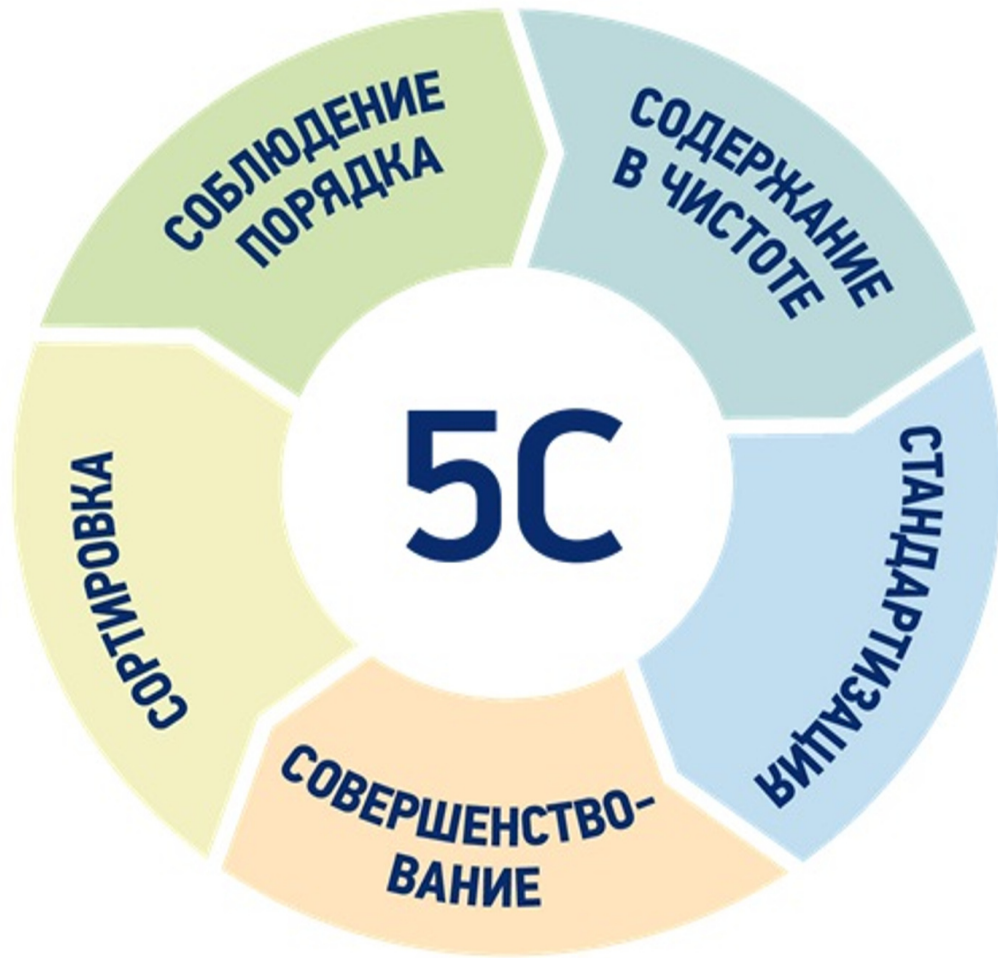 СОБЛЮДЕНИЕ
ПОРЯДКА
СОДЕРЖАНИЕ
В ЧИСТОТЕ
СТАНДАРТИЗАЦИЯ
СОВЕРШЕНСТВО-
ВАНИЕ
СОРТИРОВКА
5С